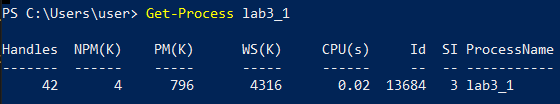 PS C:\Users\user> Get-Process lab3_1
Handles  NPM(K)    PM(K)      WS(K)     CPU(s)     Id  SI ProcessName
-------  ------    -----      -----     ------     --  -- -----------
     42       4      796       4316       0.02  13684   3 lab3_1